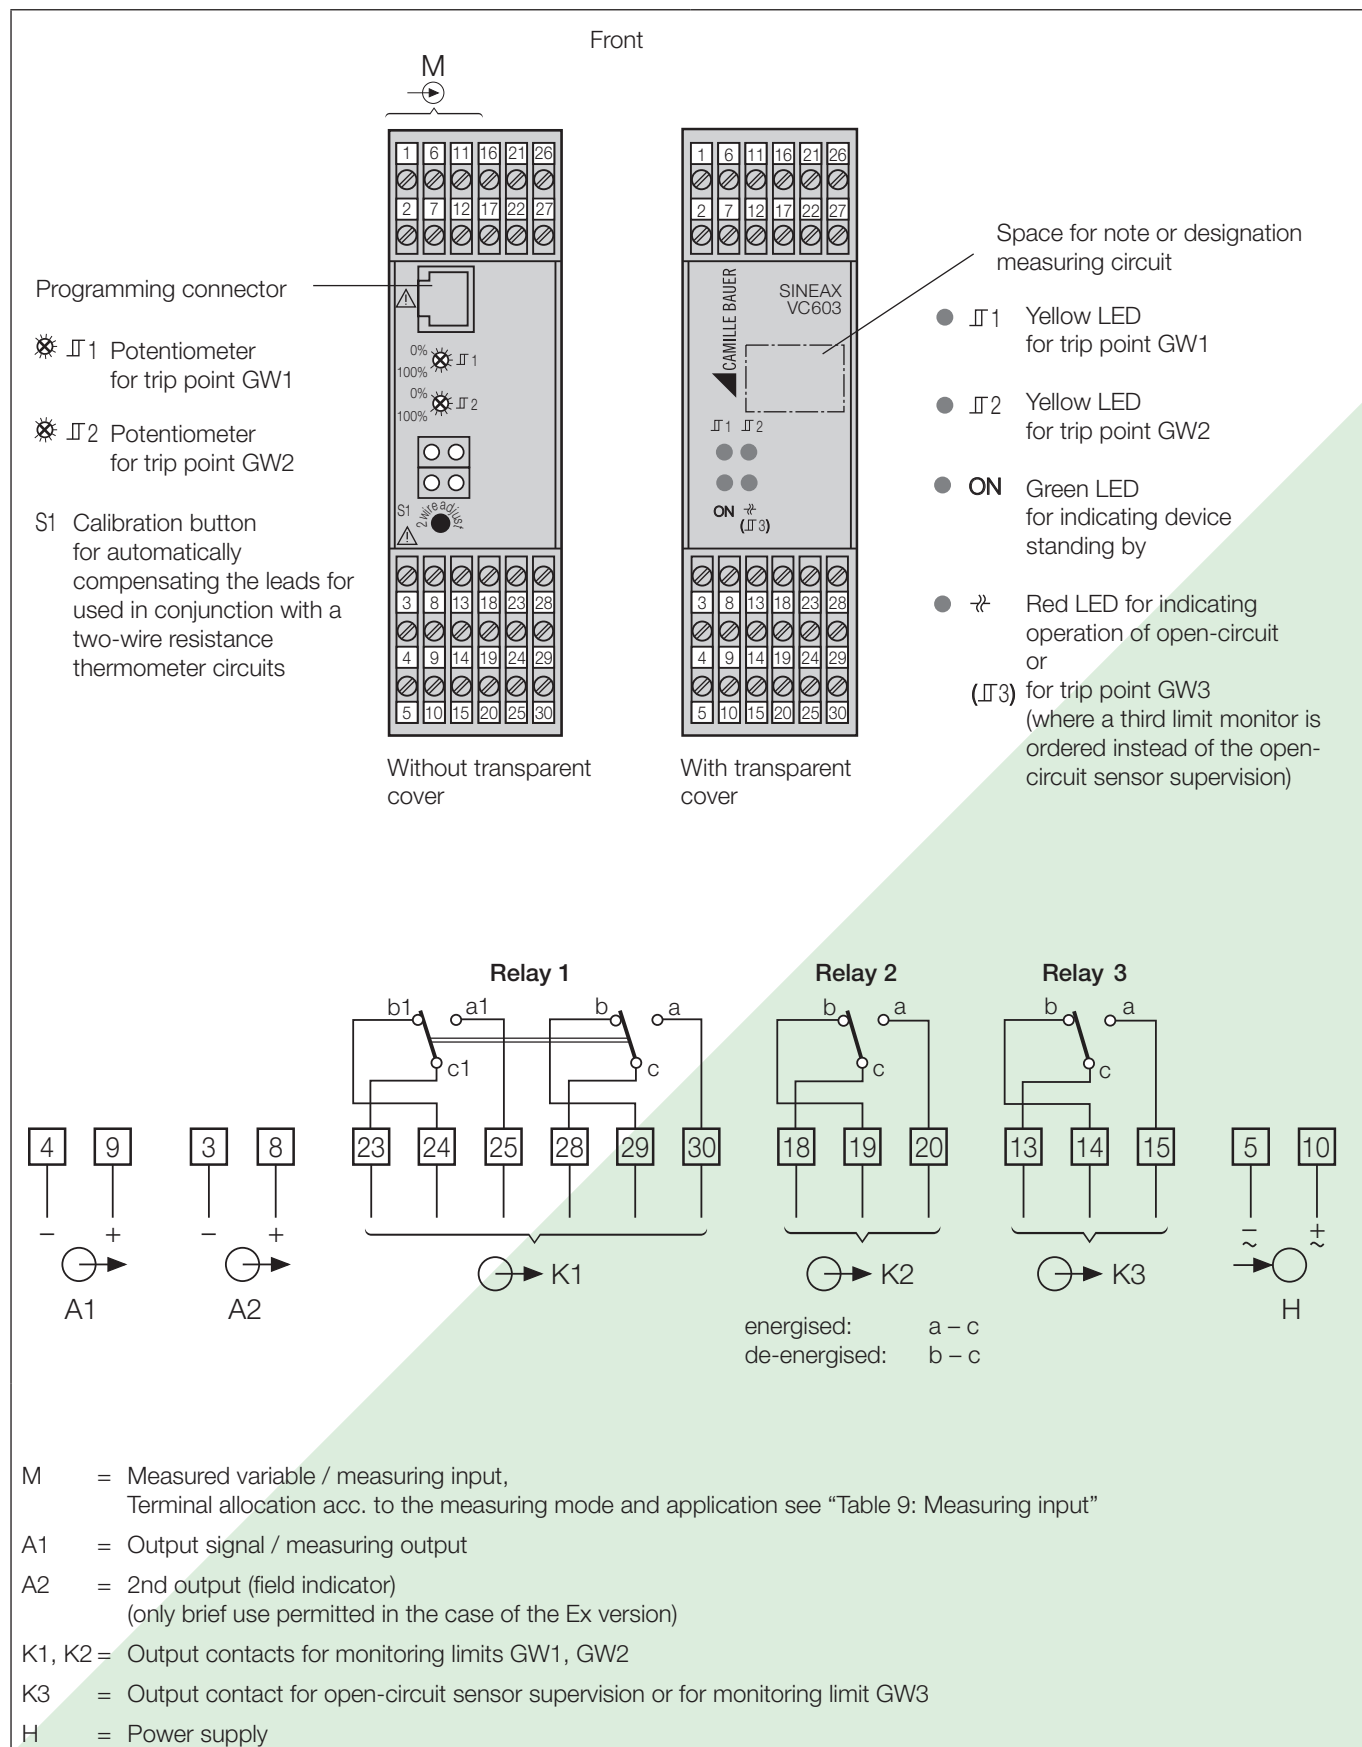 Front
M
1 6 11 16 21 26
2 7 12 17 22 27
0%
100%
1
0%
100%
2
S1
2 wire adjust
3 8 13 18 23 28
4 9 14 19 24 29
5 10 15 20 25 30
Without transparent
cover
1 6 11 16 21 26
2 7 12 17 22 27
CAMILLE BAUER
SINEAX
VC603
1 2
ON
(3)
3 8 13 18 23 28
4 9 14 19 24 29
5 10 15 20 25 30
With transparent
cover
Programming connector
1 Potentiometer
for trip point GW1
2 Potentiometer
for trip point GW2
S1 Calibration button
for automatically
compensating the leads for
used in conjunction with a
two-wire resistance
thermometer circuits
Space for note or designation
measuring circuit
1 Yellow LED
for trip point GW1
2 Yellow LED
for trip point GW2
ON Green LED
for indicating device
standing by
Red LED for indicating
operation of open-circuit
or
(3) for trip point GW3
(where a third limit monitor is
ordered instead of the open-
circuit sensor supervision)
Relay 1 Relay 2 Relay 3
b1 a1 b a b a b a
c1 c c c
4 9 3 8 23 24 25 28 29 30 18 19 20 13 14 15 5 10
– + – + – ~ + ~
A1 A2 K1 K2 K3 H
energised: a – c
de-energised: b – c
M = Measured variable / measuring input,
Terminal allocation acc. to the measuring mode and application see “Table 9: Measuring input”
A1 = Output signal / measuring output
A2 = 2nd output (field indicator)
(only brief use permitted in the case of the Ex version)
K1, K2 = Output contacts for monitoring limits GW1, GW2
K3 = Output contact for open-circuit sensor supervision or for monitoring limit GW3
H = Power supply